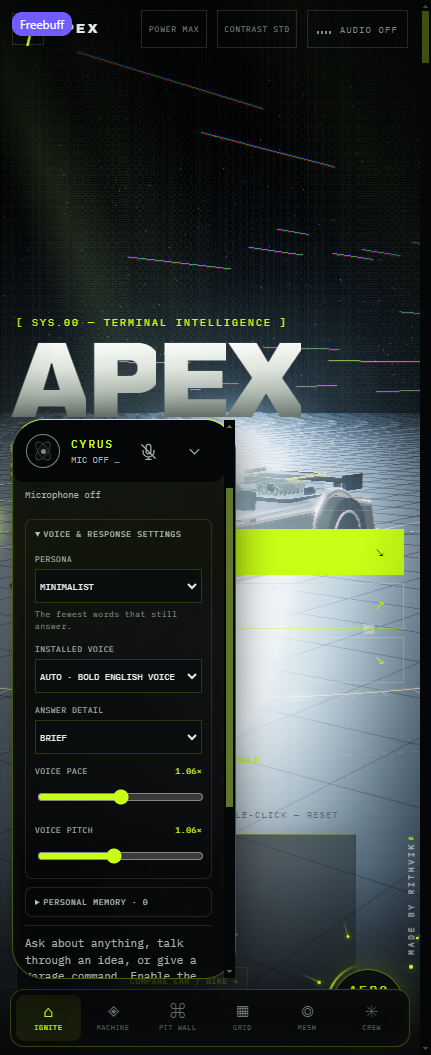 Freebuff
PEX
POWER MAX
CONTRAST STD
AUDIO OFF
[ SYS.00 — TERMINAL INTELLIGENCE ]
APEX
CYRUS
MIC OFF _
Microphone off
▼ VOICE & RESPONSE SETTINGS
PERSONA
MINIMALIST
The fewest words that still
answer.
INSTALLED VOICE
AUTO · BOLD ENGLISH VOICE
ANSWER DETAIL
BRIEF
VOICE PACE
1.06×
VOICE PITCH
1.06×
▶ PERSONAL MEMORY · 0
Ask about anything, talk
through an idea, or give a
garage command. Enable the
LE-CLICK — RESET
MADE BY RITHVIK
COMPARE CAR / BIKE
AERO
IGNITE
MACHINE
PIT WALL
GRID
MESH
CREW